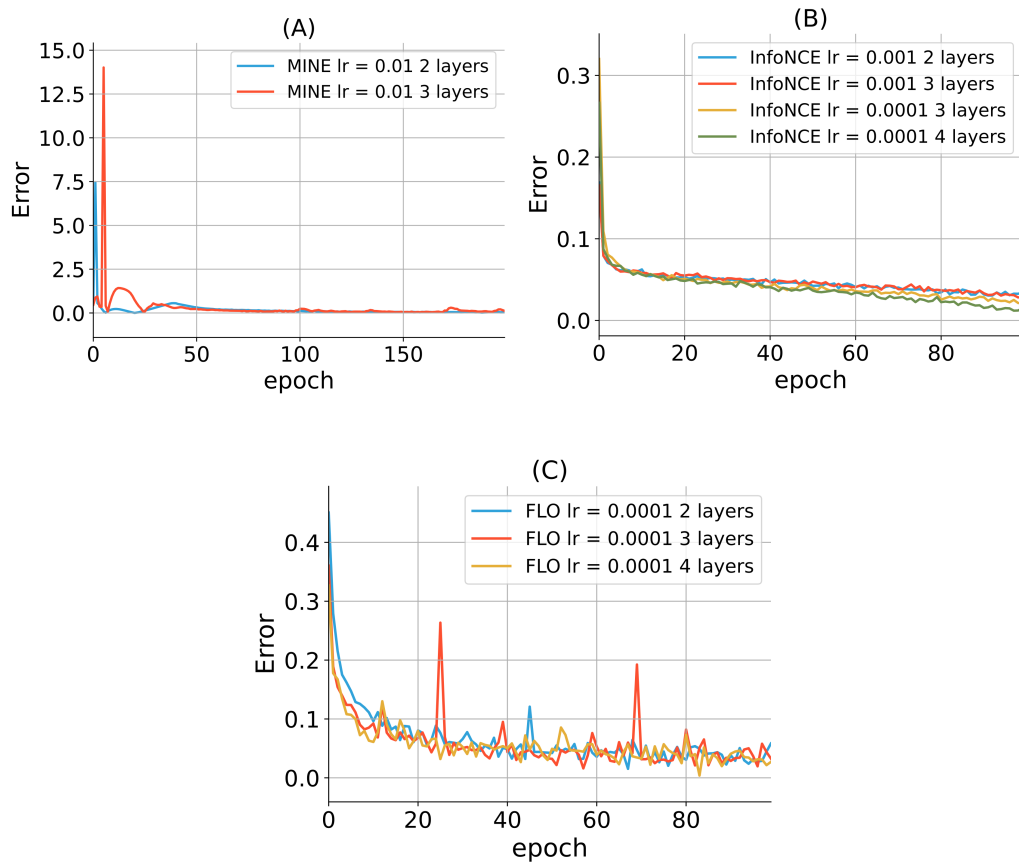 (A)
15.0
12.5
10.0
7.5
5.0
2.5
0.0
Error
0 50 100 150
epoch
MINE lr = 0.01 2 layers
MINE lr = 0.01 3 layers
(B)
0.3
0.2
0.1
0.0
Error
0 20 40 60 80
epoch
InfoNCE lr = 0.001 2 layers
InfoNCE lr = 0.001 3 layers
InfoNCE lr = 0.0001 3 layers
InfoNCE lr = 0.0001 4 layers
(C)
0.4
0.3
0.2
0.1
0.0
Error
0 20 40 60 80
epoch
FLO lr = 0.0001 2 layers
FLO lr = 0.0001 3 layers
FLO lr = 0.0001 4 layers